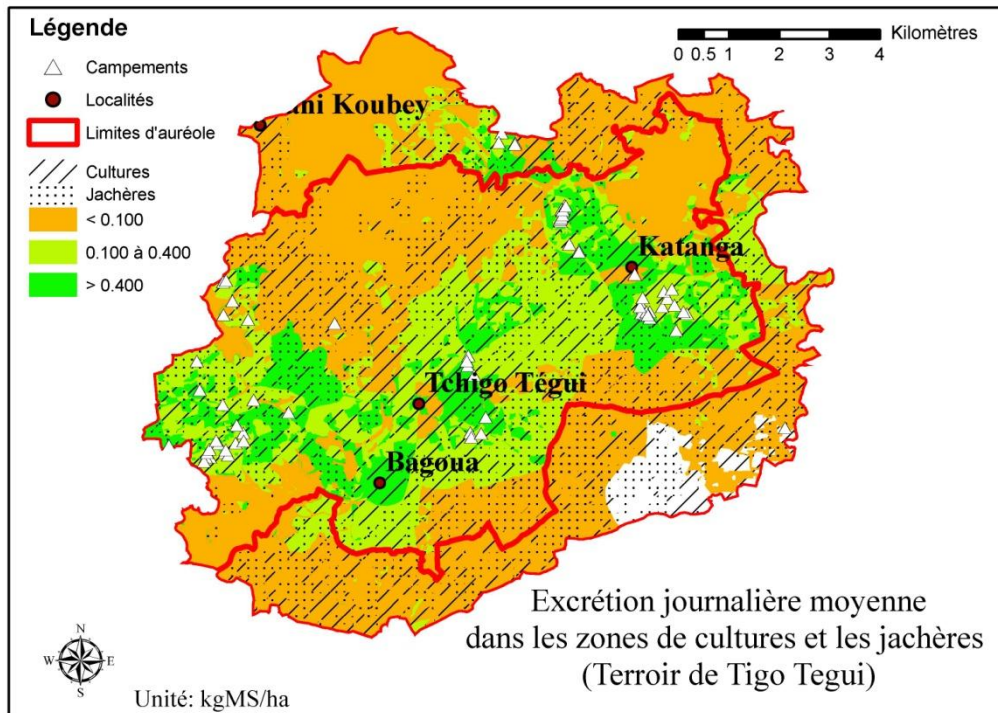 Légende
Campements
Localités
Limites d'auréole
Cultures
Jachères
< 0.100
0.100 à 0.400
> 0.400
0 0.5 1 2 3 4
Kilomètres
Koubey
Katanga
Tchigo Tégui
Bagoua
Excrétion journalière moyenne
dans les zones de cultures et les jachères
(Terroir de Tigo Tegui)
N
W E
S
Unité: kgMS/ha